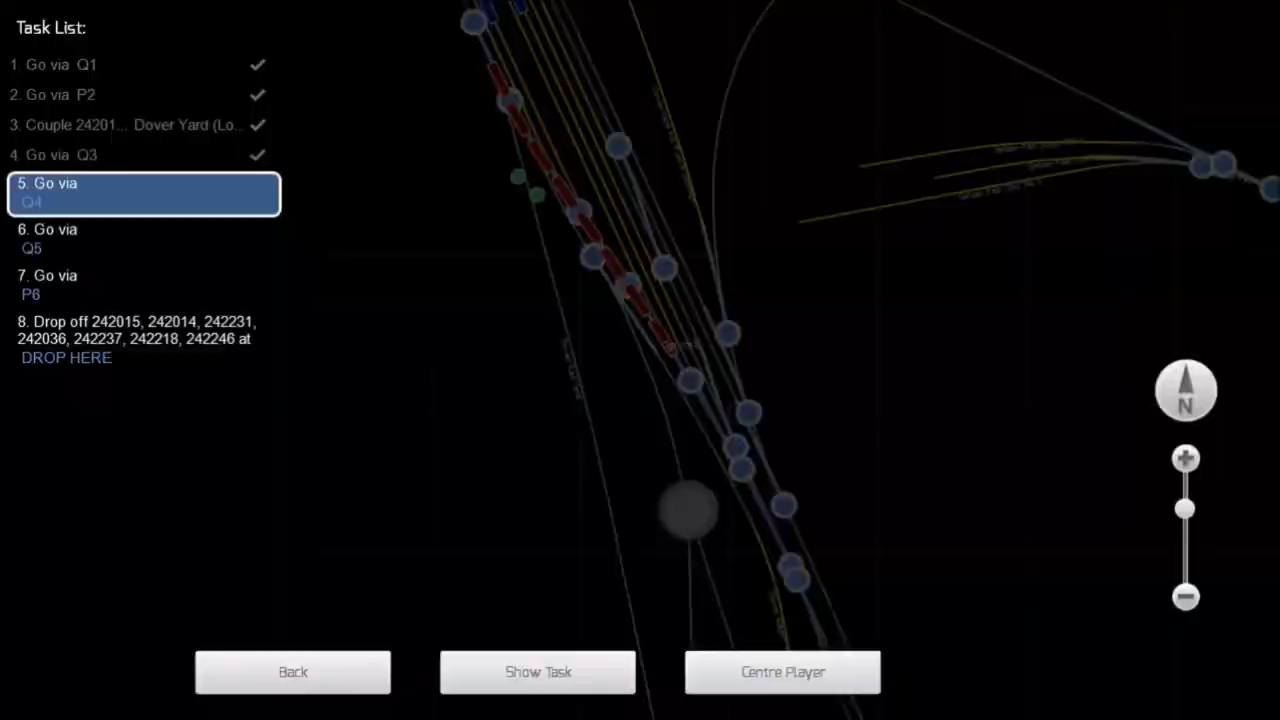 Task List:
1. Go via Q1
2. Go via P2
3. Couple 24201... Dover Yard (Lo...
4. Go via Q3
5. Go via
Q4
6. Go via
Q5
7. Go via
P6
8. Drop off 242015, 242014, 242231,
242036, 242237, 242218, 242246 at
DROP HERE
N
Back
Show Task
Centre Player